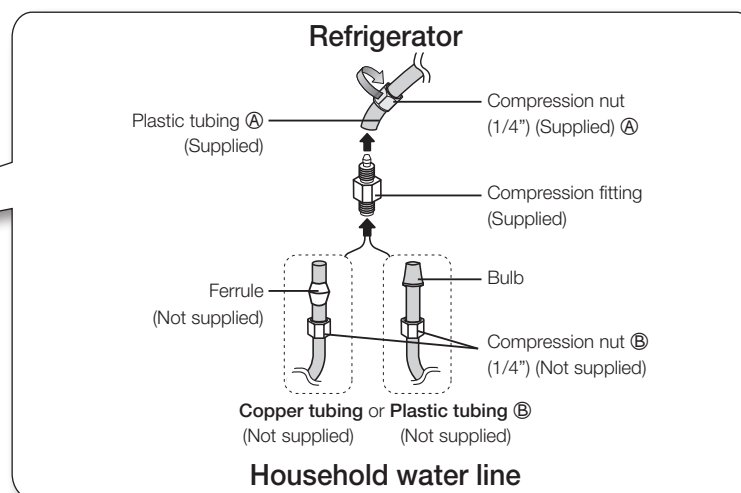 Refrigerator
Plastic tubing Ⓐ
(Supplied)
Compression nut
(1/4”) (Supplied) Ⓐ
Compression fitting
(Supplied)
Ferrule
(Not supplied)
Bulb
Compression nut Ⓑ
(1/4”) (Not supplied)
Copper tubing or Plastic tubing Ⓑ
(Not supplied) (Not supplied)
Household water line